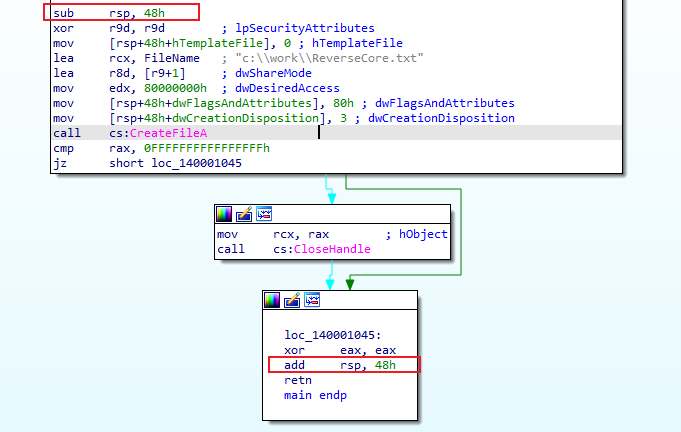 sub rsp, 48h
xor r9d, r9d ; lpSecurityAttributes
mov [rsp+48h+hTemplateFile], 0 ; hTemplateFile
lea rcx, FileName ; "c:\\work\\ReverseCore.txt"
lea r8d, [r9+1] ; dwShareMode
mov edx, 80000000h ; dwDesiredAccess
mov [rsp+48h+dwFlagsAndAttributes], 80h ; dwFlagsAndAttributes
mov [rsp+48h+dwCreationDisposition], 3 ; dwCreationDisposition
call cs:CreateFileA
cmp rax, 0FFFFFFFFFFFFFFFFh
jz short loc_140001045
mov rcx, rax ; hObject
call cs:CloseHandle
loc_140001045:
xor eax, eax
add rsp, 48h
retn
main endp